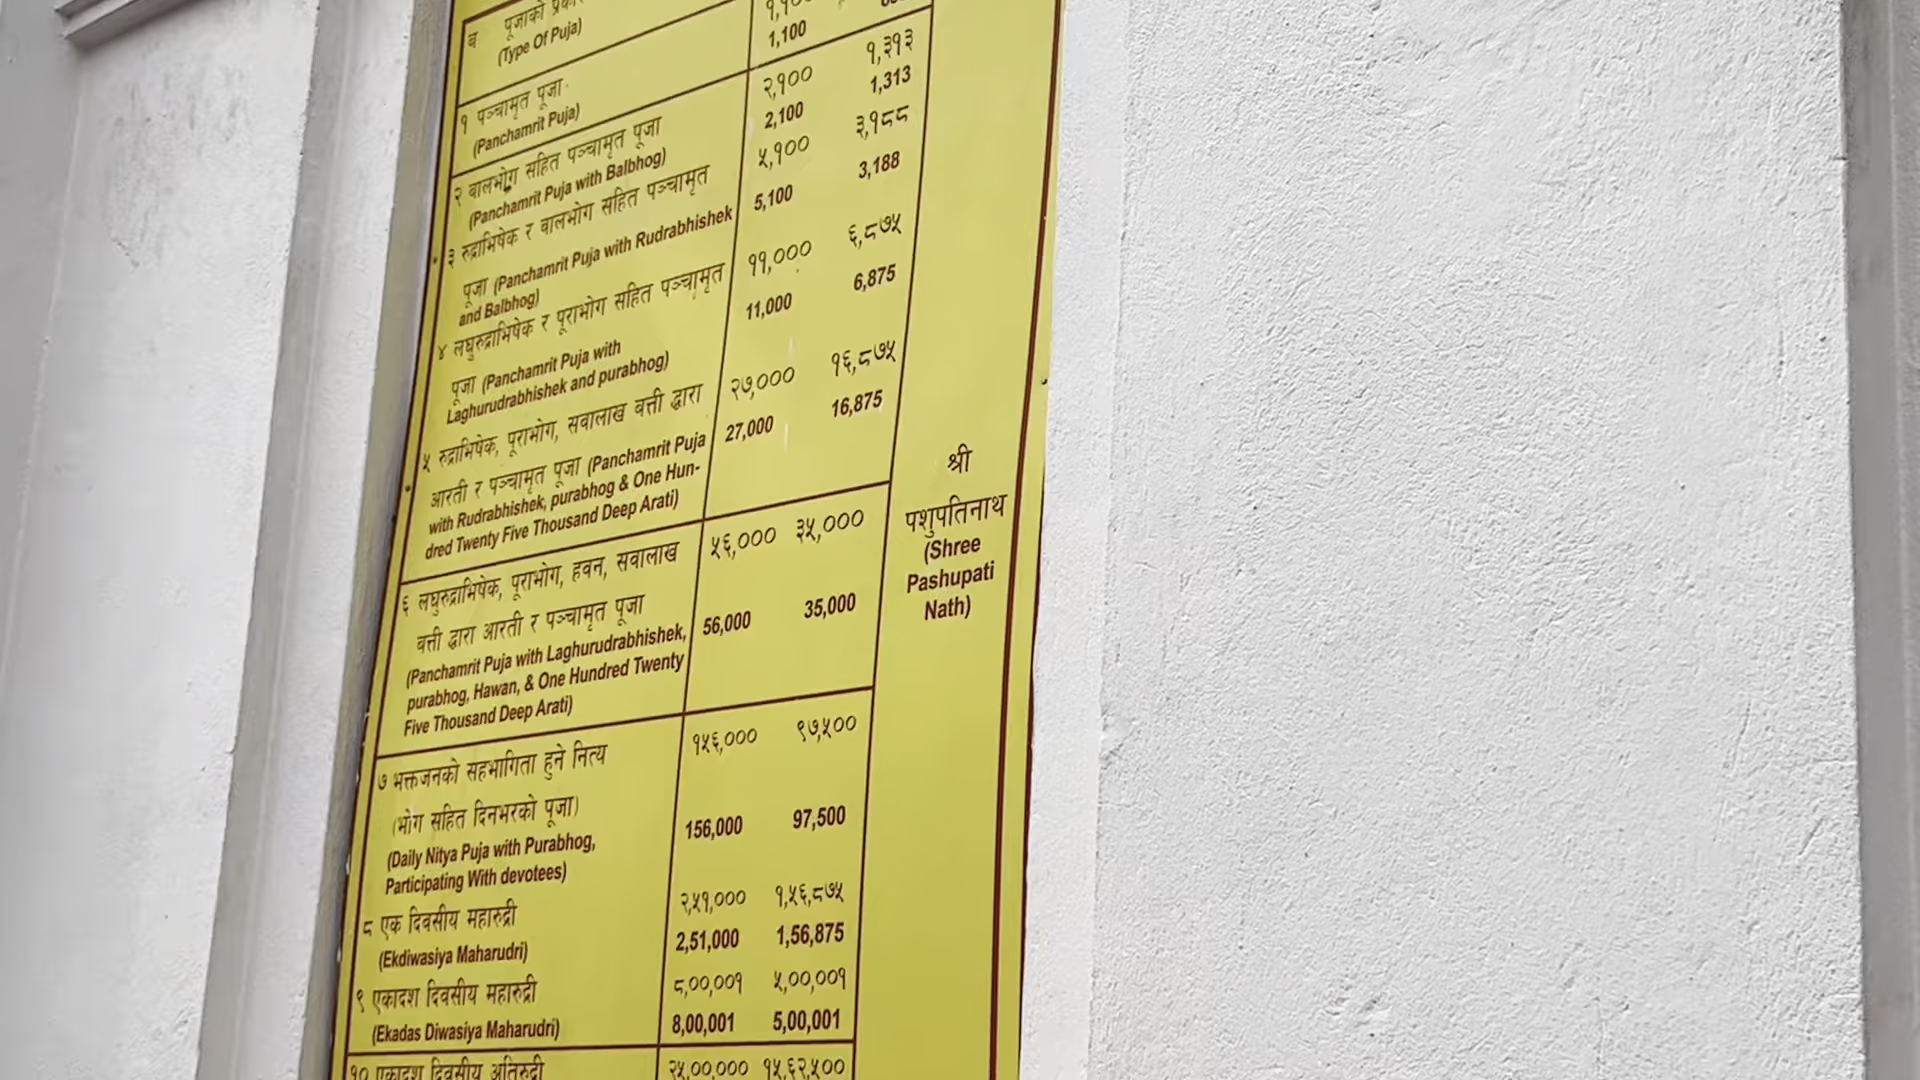 पूजाको
(Type Of Puja)
1,100
१ पञ्चामृत पूजा
(Panchamrit Puja)
२,१०० १,३१३
2,100 1,313
२ बालभोग सहित पञ्चामृत पूजा
(Panchamrit Puja with Balbhog)
५,१०० ३,१८८
5,100 3,188
३ रुद्राभिषेक र बालभोग सहित पञ्चामृत
पूजा (Panchamrit Puja with Rudrabhishek
and Balbhog)
११,००० ६,८७५
11,000 6,875
४ लघुरुद्राभिषेक र पूराभोग सहित पञ्चामृत
पूजा (Panchamrit Puja with
Laghurudrabhishek and purabhog)
२७,००० १६,८७५
27,000 16,875
५ रुद्राभिषेक, पूराभोग, सवालाख बत्ती द्धारा
आरती र पञ्चामृत पूजा (Panchamrit Puja
with Rudrabhishek, purabhog & One Hun-
dred Twenty Five Thousand Deep Arati)
५६,००० ३५,०००
56,000 35,000
६ लघुरुद्राभिषेक, पूराभोग, हवन, सवालाख
बत्ती द्धारा आरती र पञ्चामृत पूजा
(Panchamrit Puja with Laghurudrabhishek,
purabhog, Hawan, & One Hundred Twenty
Five Thousand Deep Arati)
१५६,००० ९७,५००
156,000 97,500
७ भक्तजनको सहभागिता हुने नित्य
(भोग सहित दिनभरको पूजा)
(Daily Nitya Puja with Purabhog,
Participating With devotees)
२,५१,००० १,५६,८७५
2,51,000 1,56,875
८ एक दिवसीय महारुद्री
(Ekdiwasiya Maharudri)
८,००,००१ ५,००,००१
8,00,001 5,00,001
९ एकादश दिवसीय महारुद्री
(Ekadas Diwasiya Maharudri)
२५,००,००० १५,६२,५००
१० एकादश दिवसीय अतिरुद्री
श्री
पशुपतिनाथ
(Shree
Pashupati
Nath)